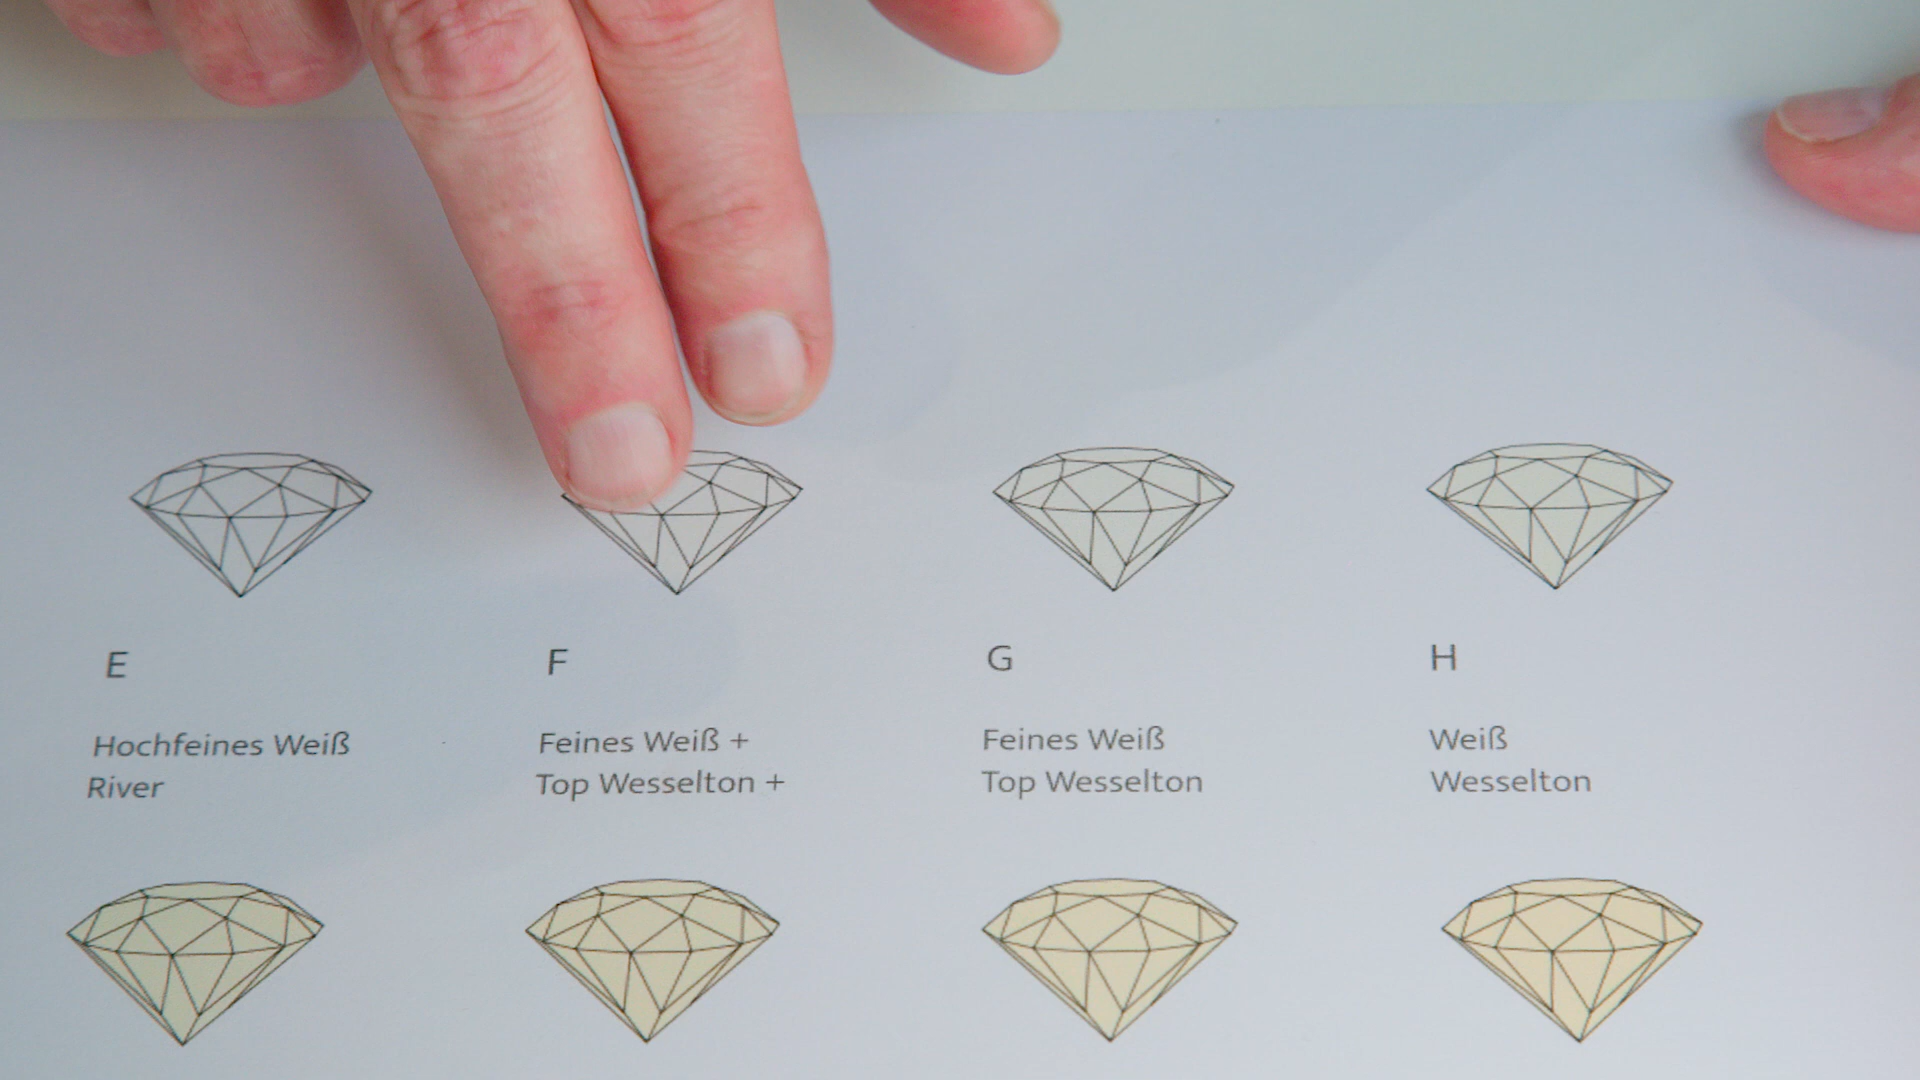 E
Hochfeines Weiß
River
F
Feines Weiß +
Top Wesselton +
G
Feines Weiß
Top Wesselton
H
Weiß
Wesselton